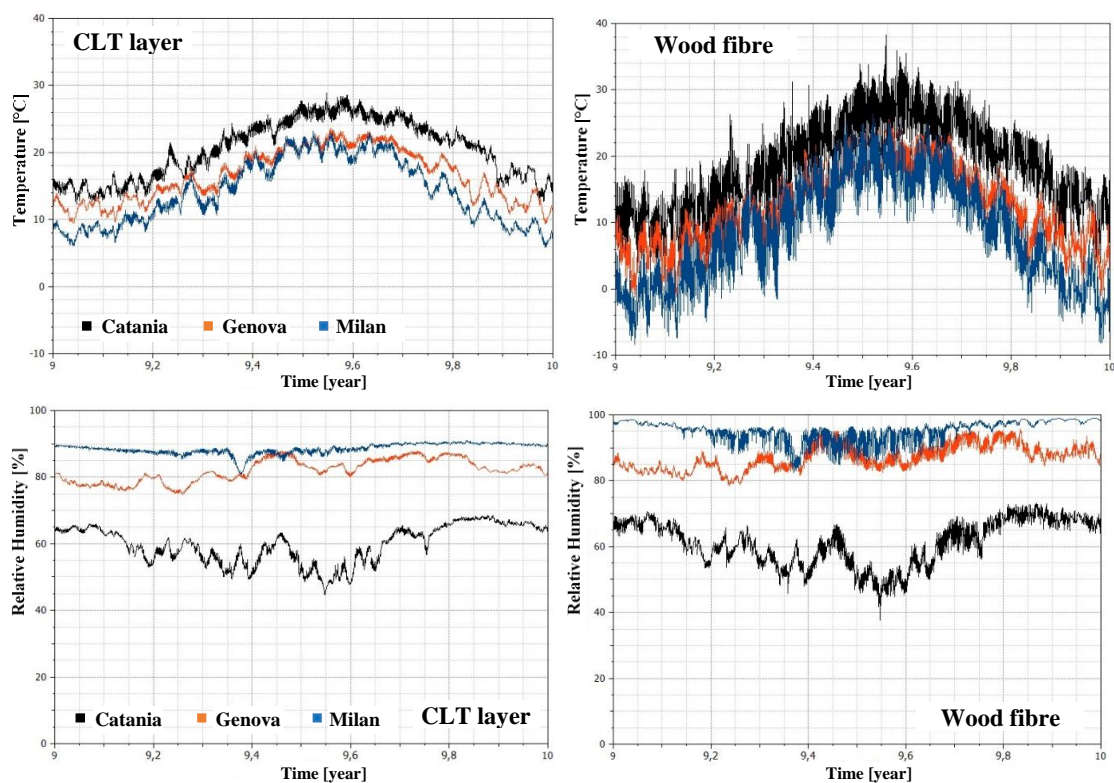 CLT layer
Temperature [°C]
40
30
20
10
0
-10
Catania Genova Milan
9 9,2 9,4 9,6 9,8 10
Time [year]
Wood fibre
Temperature [°C]
40
30
20
10
0
-10
9 9,2 9.4 9,6 9,8 10
Time [year]
Relative Humidity [%]
100
80
60
40
20
0
Catania Genova Milan CLT layer
9 9,2 9,4 9,6 9,8 10
Time [year]
Relative Humidity [%]
100
80
60
40
20
0
Wood fibre
9 9,2 9,4 9,6 9,8 10
Time [year]